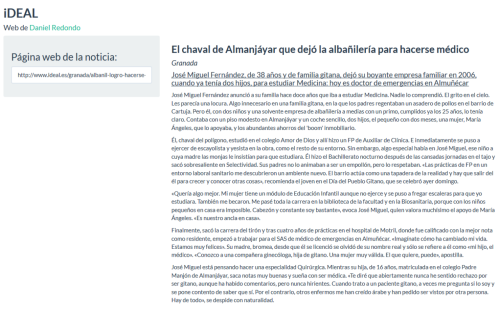 iDEAL
Web de Daniel Redondo
Página web de la noticia:
http://www.ideal.es/granada/albanil-logro-hacerse-
El chaval de Almanjáyar que dejó la albañilería para hacerse médico
Granada
José Miguel Fernández, de 38 años y de familia gitana, dejó su boyante empresa familiar en 2006,
cuando ya tenía dos hijos, para estudiar Medicina; hoy es doctor de emergencias en Almuñécar
José Miguel Fernández anunció a su familia hace doce años que iba a estudiar Medicina. Nadie lo comprendió. El grito en el cielo.
Les parecía una locura. Algo innecesario en una familia gitana, en la que los padres regentaban un asadero de pollos en el barrio de
Cartuja. Pero él, con dos niños y una solvente empresa de albañilería a medias con un primo, cumplidos ya los 25 años, lo tenía
claro. Contaba con un piso modesto en Almanjáyar y un coche sencillo, dos hijos, el pequeño con dos meses, una mujer, María
Ángeles, que lo apoyaba, y los abundantes ahorros del 'boom' inmobiliario.
Él, chaval del polígono, estudió en el colegio Amor de Dios y allí hizo un FP de Auxiliar de Clínica. E inmediatamente se puso a
ejercer de escayolista y yesista en la obra, como el resto de su entorno. Sin embargo, algo especial había en José Miguel, ese niño a
cuya madre las monjas le insistían para que estudiara. Él hizo el Bachillerato nocturno después de las cansadas jornadas en el tajo y
sacó sobresaliente en Selectividad. Sus padres no lo animaban a ser un empollón, pero lo respetaban. «Las prácticas de FP en un
entorno laboral sanitario me descubrieron un ambiente nuevo. El barrio actúa como una tapadera de la realidad y hay que salir del
él para crecer y conocer otras cosas», recomienda el joven en el Día del Pueblo Gitano, que se celebró ayer domingo.
«Quería algo mejor. Mi mujer tiene un módulo de Educación Infantil aunque no ejerce y se puso a fregar escaleras para que yo
estudiara. También me becaron. Me pasé toda la carrera en la biblioteca de la facultad y en la Biosanitaria, porque con los niños
pequeños en casa era imposible. Cabezón y constante soy bastante», evoca José Miguel, quien valora muchísimo el apoyo de María
Ángeles. «Es nuestro ancla en casa».
Finalmente, sacó la carrera del tirón y tras cuatro años de prácticas en el hospital de Motril, donde fue calificado con la mejor nota
como residente, empezó a trabajar para el SAS de médico de emergencias en Almuñécar. «Imagínate cómo ha cambiado mi vida.
Estamos muy felices». Su madre, bromea, desde que él se licenció se olvidó de su nombre real y sólo se refiere a él como «mi hijo, el
médico». «Conozco a una compañera ginecóloga, hija de gitano. Una mujer muy válida. El que quiere, puede», apostilla.
José Miguel está pensando hacer una especialidad Quirúrgica. Mientras su hija, de 16 años, matriculada en el colegio Padre
Manjón de Almanjáyar, saca notas muy buenas y sueña con ser médica. «Te diré que abiertamente nunca he sentido rechazo por
ser gitano, aunque ha habido comentarios, pero nunca hirientes. Cuando trato a un paciente gitano, a veces me pregunta si lo soy y
se pone contento de saber que sí. Por el contrario, otros enfermos me han creído árabe y han pedido ser vistos por otra persona.
Hay de todo», se despide con naturalidad.